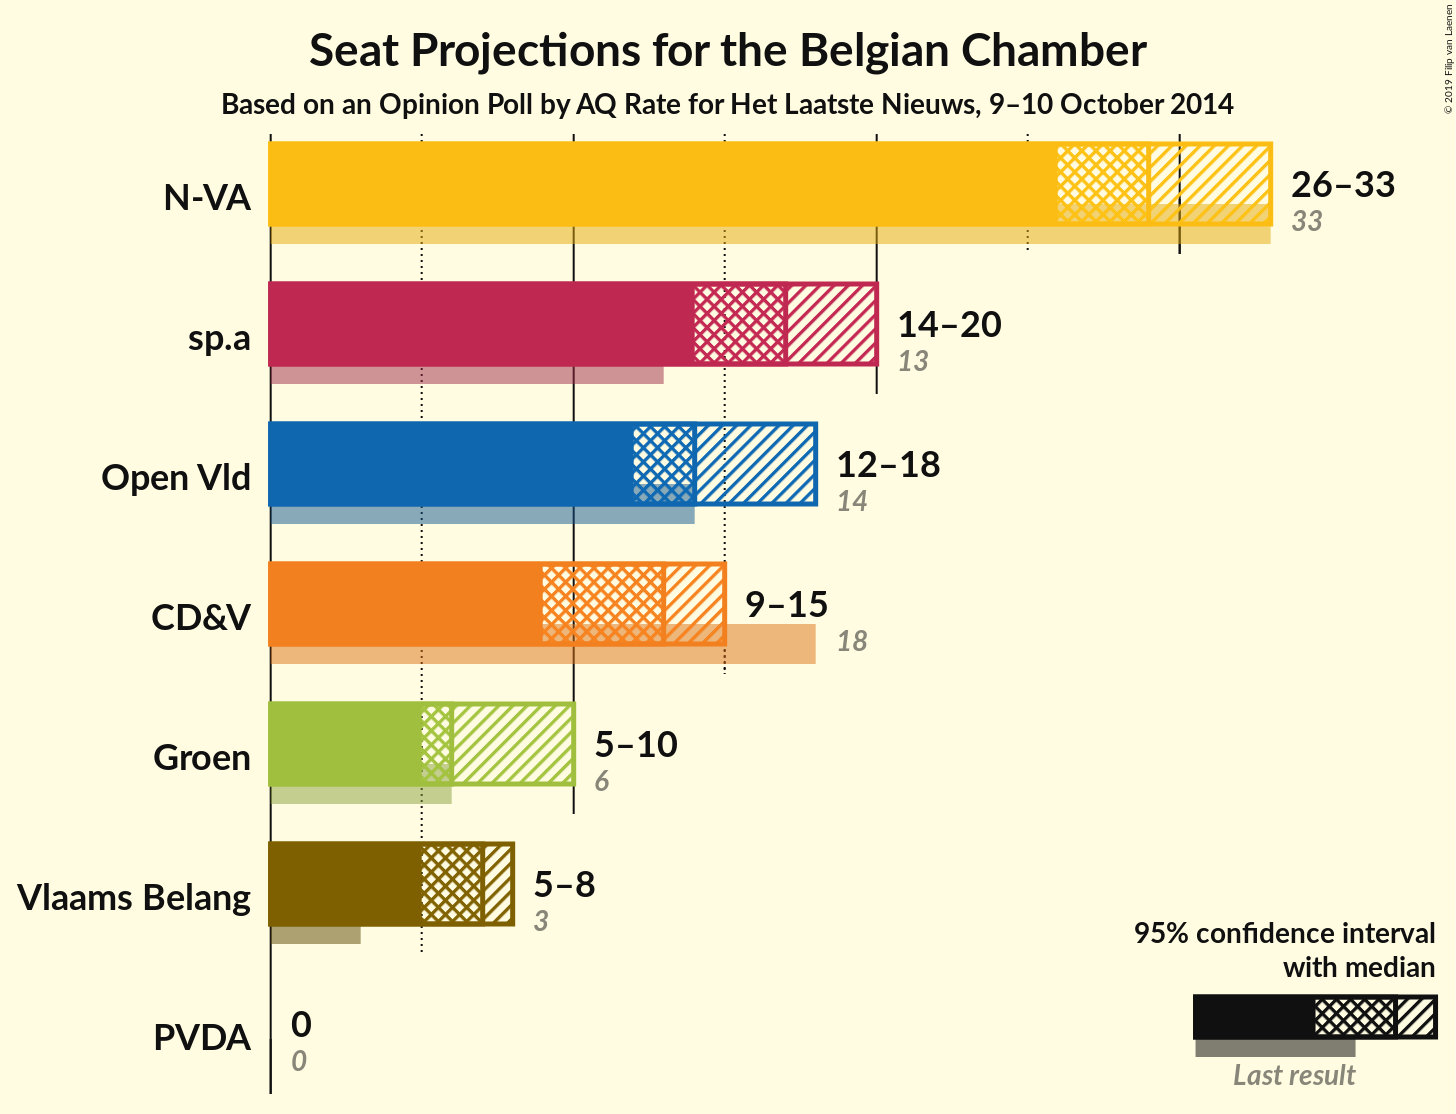 Seat Projections for the Belgian Chamber
Based on an Opinion Poll by AQ Rate for Het Laatste Nieuws, 9–10 October 2014
© 2019 Filip van Laenen
N-VA
26–33
33
sp.a
14–20
13
Open Vld
12–18
14
CD&V
9–15
18
Groen
5–10
6
Vlaams Belang
5–8
3
PVDA
0
0
95% confidence interval
with median
Last result